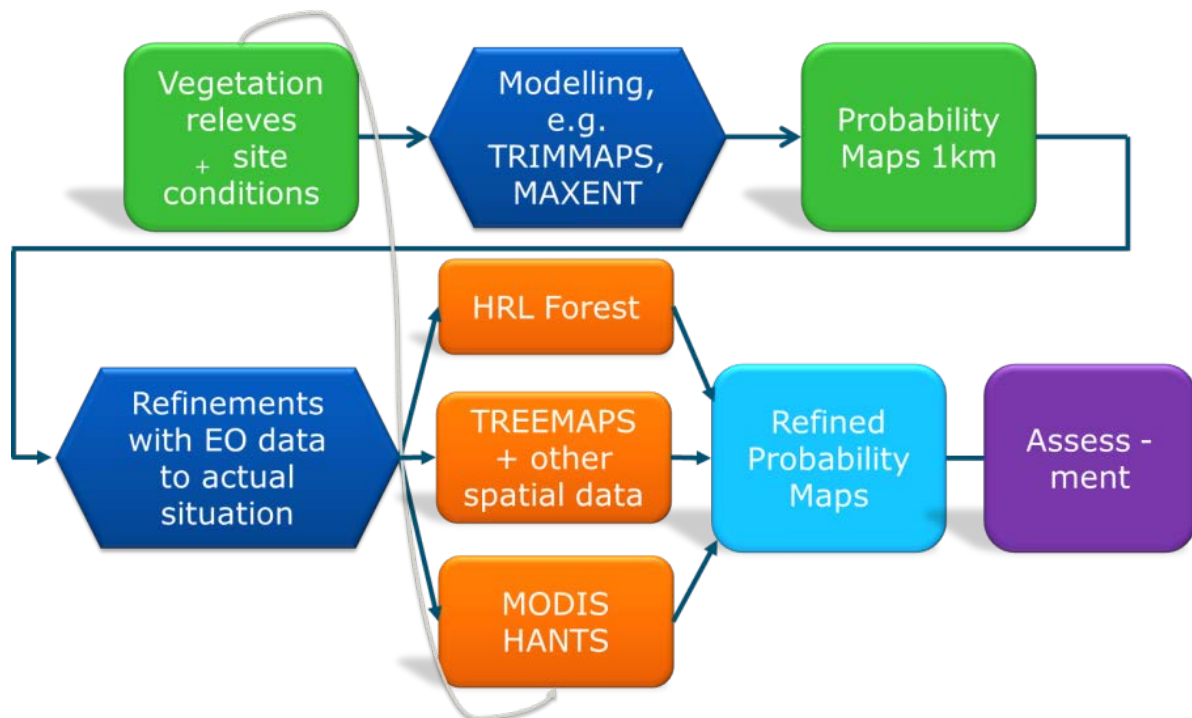 Vegetation
releves
+ site
conditions
Modelling,
e.g.
TRIMMAPS,
MAXENT
Probability
Maps 1km
HRL Forest
Refinements
with EO data
to actual
situation
TREEMAPS
+ other
spatial data
Refined
Probability
Maps
Assess -
ment
MODIS
HANTS